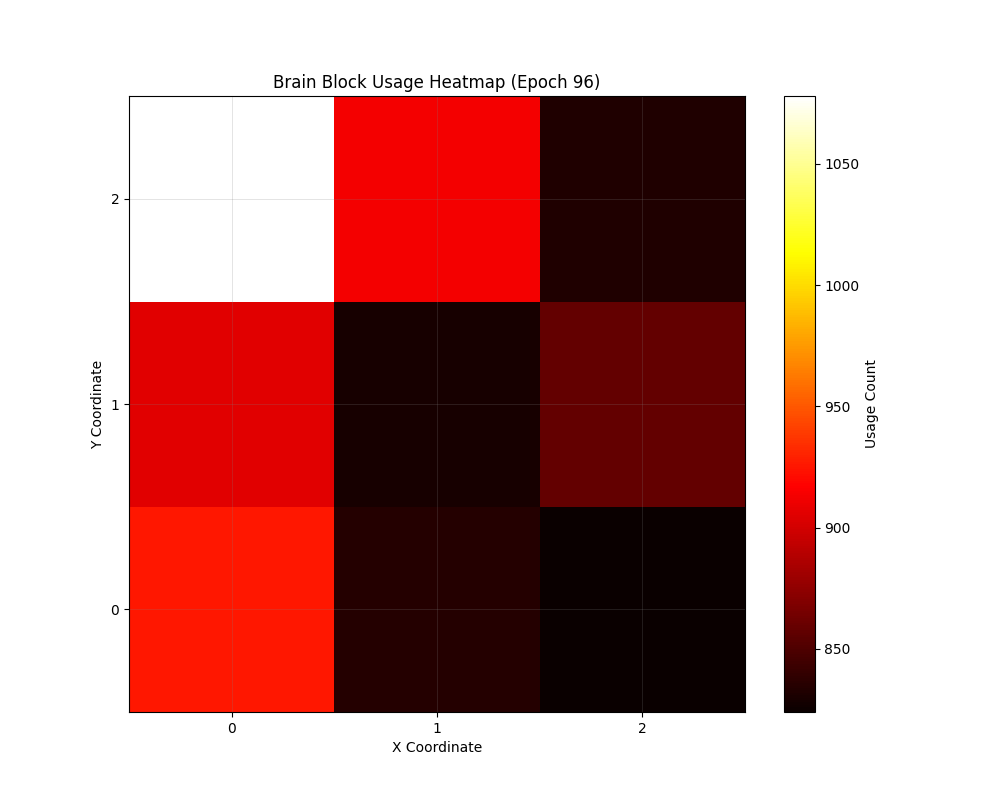 Brain Block Usage Heatmap (Epoch 96)
Y Coordinate
2
1
0
0 1 2
X Coordinate
1050
1000
950
900
850
Usage Count